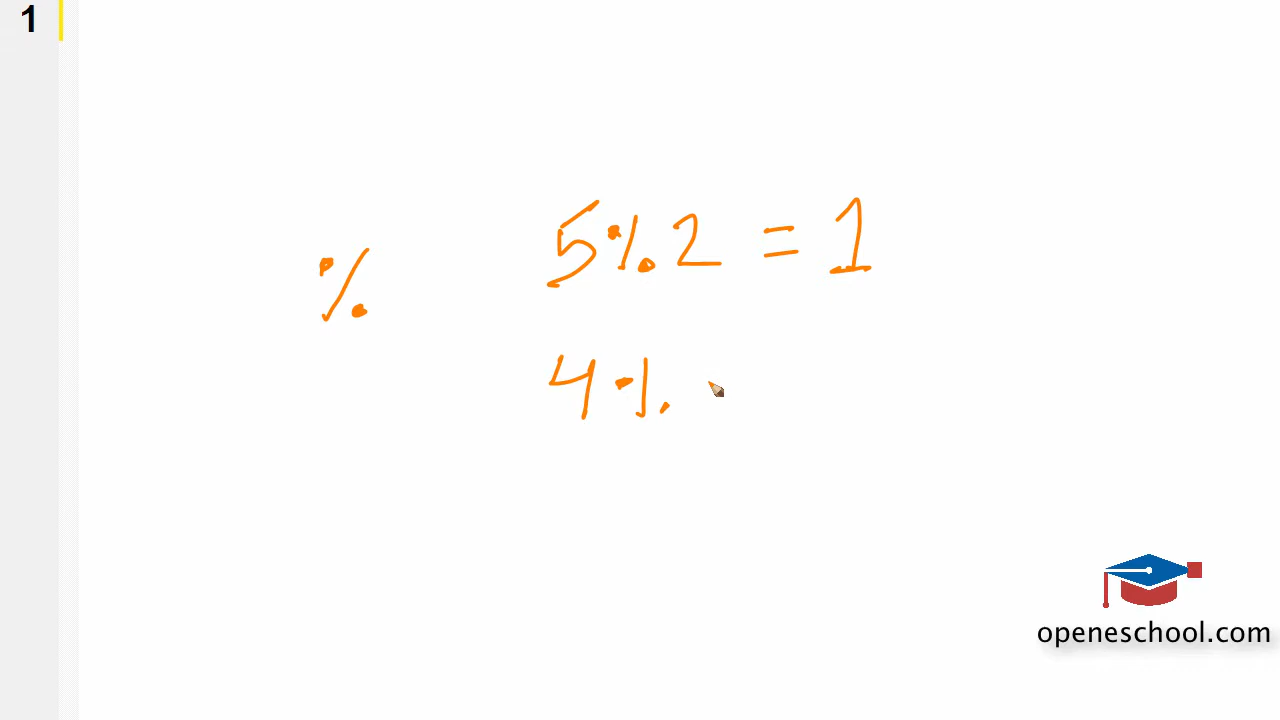 1
5%2 = 1
%
4%
openeschool.com